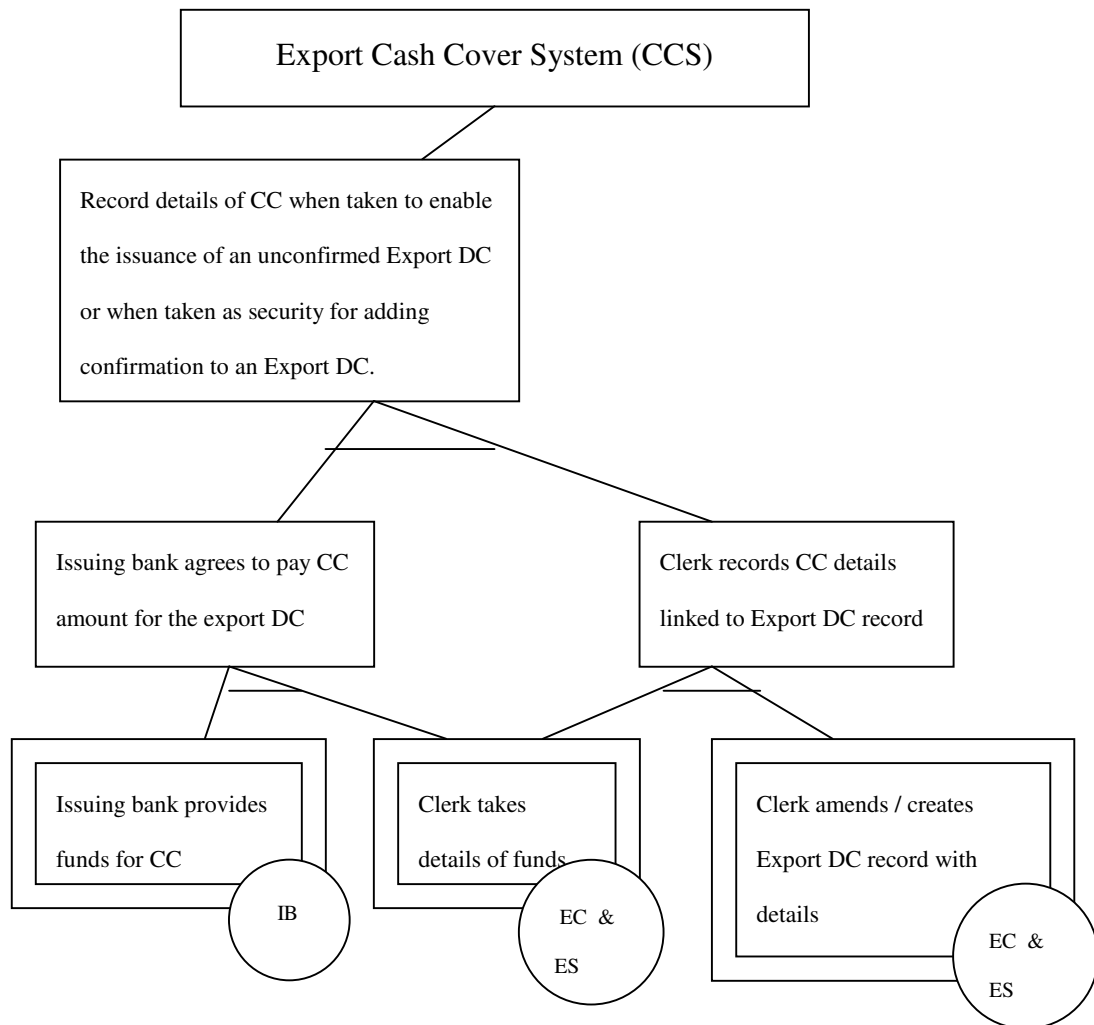 Export Cash Cover System (CCS)
Record details of CC when taken to enable
the issuance of an unconfirmed Export DC
or when taken as security for adding
confirmation to an Export DC.
Issuing bank agrees to pay CC
amount for the export DC
Clerk records CC details
linked to Export DC record
Issuing bank provides
funds for CC
IB
Clerk takes
details of funds
EC &
ES
Clerk amends / creates
Export DC record with
details
EC &
ES